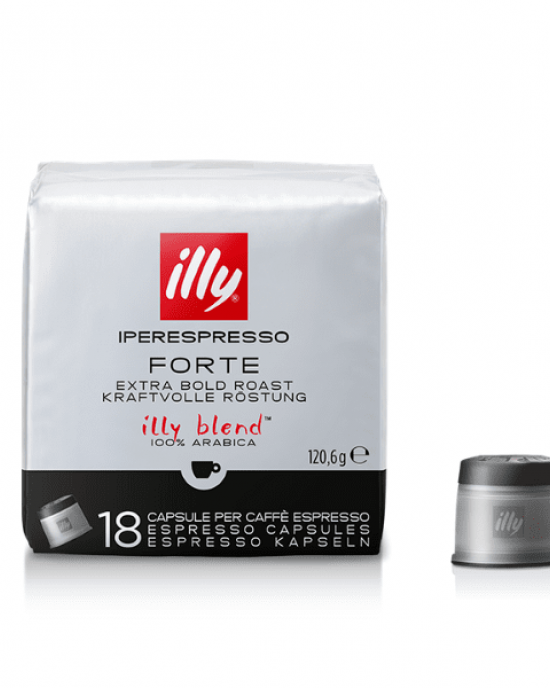 illy®
IPERESPRESSO
FORTE
EXTRA BOLD ROAST
KRAFTVOLLE RÖSTUNG
illy blend™
100% ARABICA
120,6g ℮
18 CAPSULE PER CAFFÈ ESPRESSO
ESPRESSO CAPSULES
ESPRESSO KAPSELN
illy